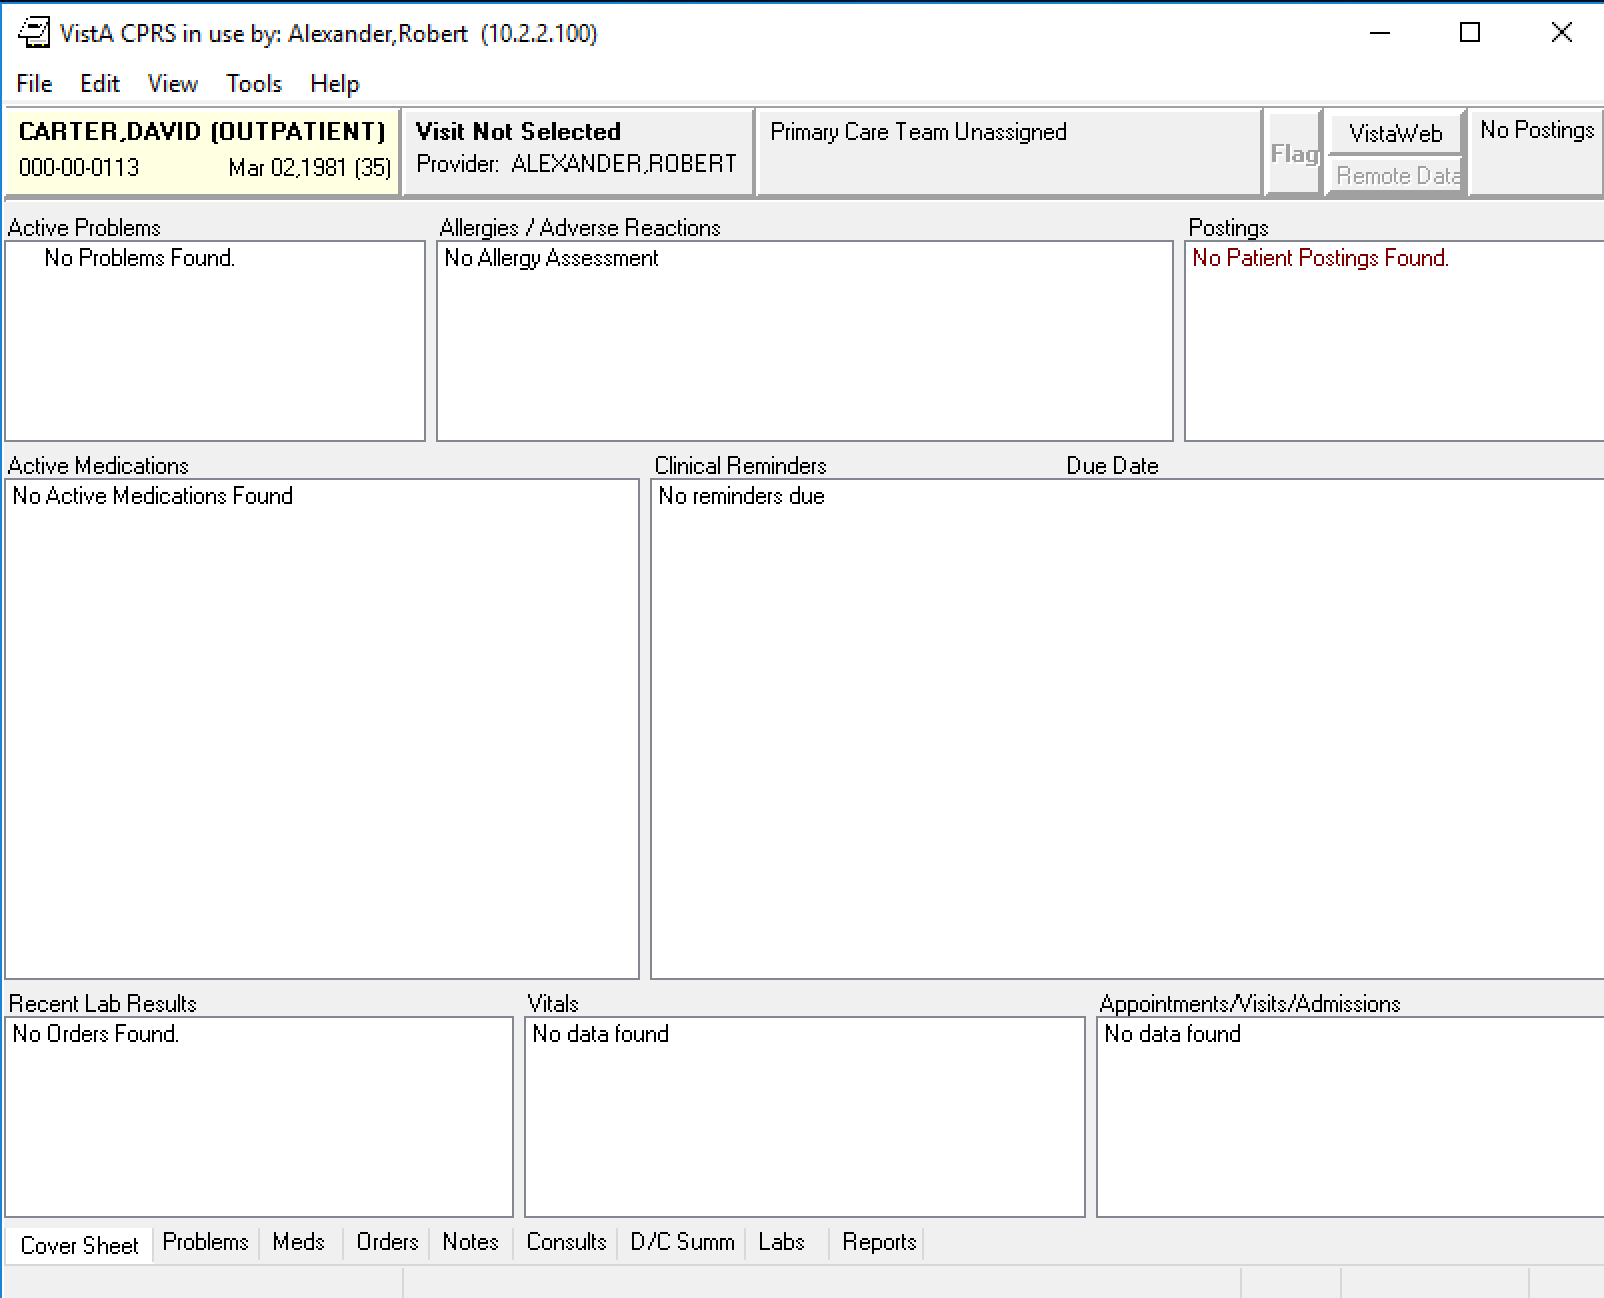 VistA CPRS in use by: Alexander,Robert (10.2.2.100)
File Edit View Tools Help
CARTER,DAVID (OUTPATIENT)
000-00-0113 Mar 02,1981 (35)
Visit Not Selected
Provider: ALEXANDER,ROBERT
Primary Care Team Unassigned
Flag
VistaWeb
Remote Data
No Postings
Active Problems
No Problems Found.
Allergies / Adverse Reactions
No Allergy Assessment
Postings
No Patient Postings Found.
Active Medications
No Active Medications Found
Clinical Reminders Due Date
No reminders due
Recent Lab Results
No Orders Found.
Vitals
No data found
Appointments/Visits/Admissions
No data found
Cover Sheet Problems Meds Orders Notes Consults D/C Summ Labs Reports